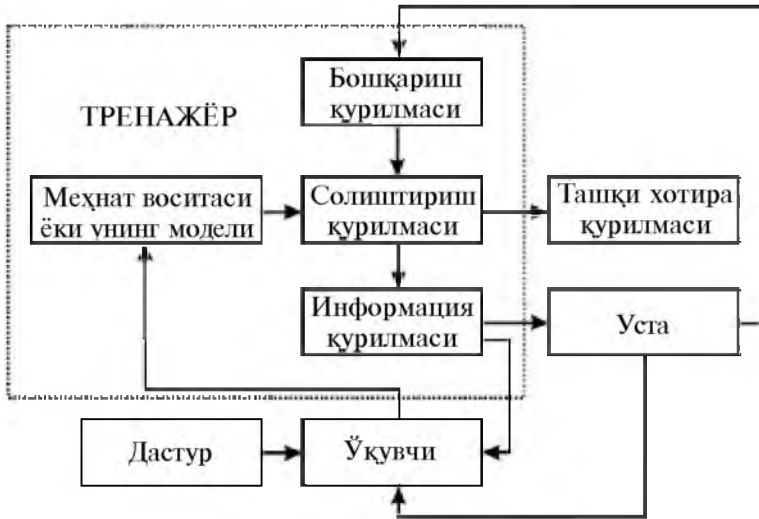 Бошқариш
қурилмаси
ТРЕНАЖЁР
Меҳнат воситаси
ёки унинг модели
Солиштириш
қурилмаси
Ташқи хотира
қурилмаси
Информация
қурилмаси
Уста
Дастур
Ўқувчи